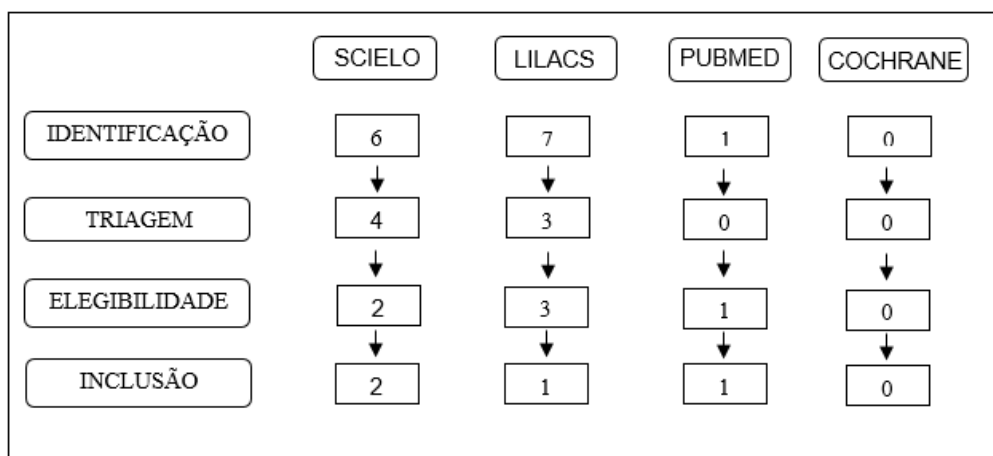 SCIELO LILACS PUBMED COCHRANE
IDENTIFICAÇÃO 6 7 1 0
TRIAGEM 4 3 0 0
ELEGIBILIDADE 2 3 1 0
INCLUSÃO 2 1 1 0